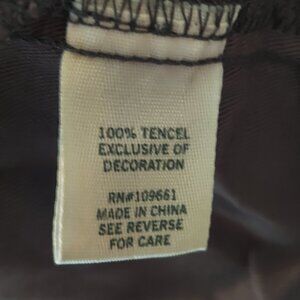 100% TENCEL
EXCLUSIVE OF
DECORATION
RN#109661
MADE IN CHINA
SEE REVERSE
FOR CARE